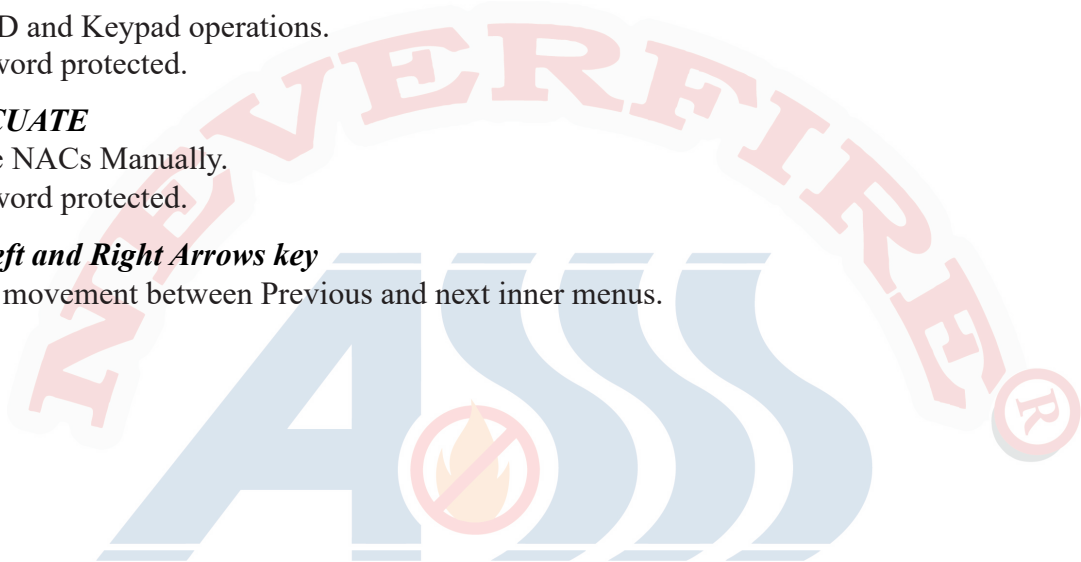 D and Keypad operations.
word protected.
CUATE
e NACs Manually.
word protected.
eft and Right Arrows key
movement between Previous and next inner menus.
NEVERFIRE®
ASSS